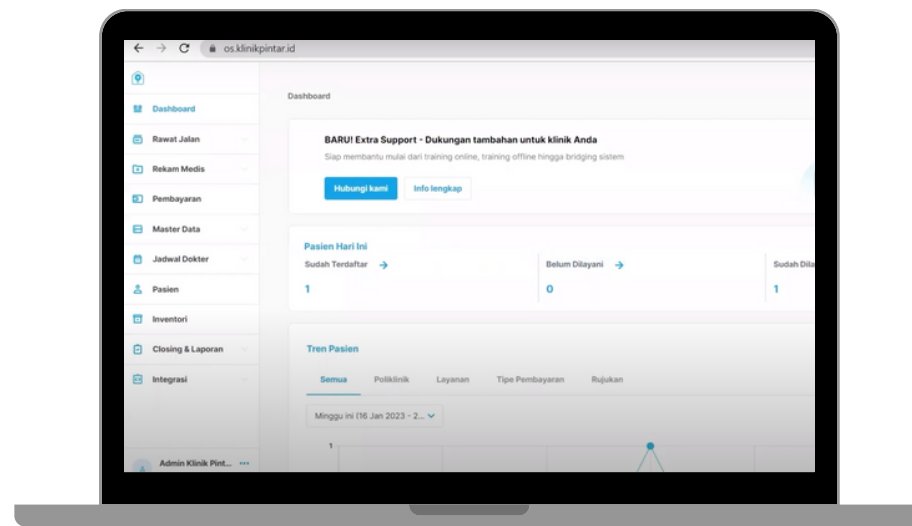 os.klinikpintar.id
Dashboard
Rawat Jalan
Rekam Medis
Pembayaran
Master Data
Jadwal Dokter
Pasien
Inventori
Closing & Laporan
Integrasi
Admin Klinik Pint...
Dashboard
BARU! Extra Support - Dukungan tambahan untuk klinik Anda
Siap membantu mulai dari training online, training offline hingga bridging sistem
Hubungi kami Info lengkap
Pasien Hari Ini
Sudah Terdaftar Belum Dilayani Sudah Dila
1 0 1
Tren Pasien
Semua Poliklinik Layanan Tipe Pembayaran Rujukan
Minggu ini (16 Jan 2023 - 2...
1